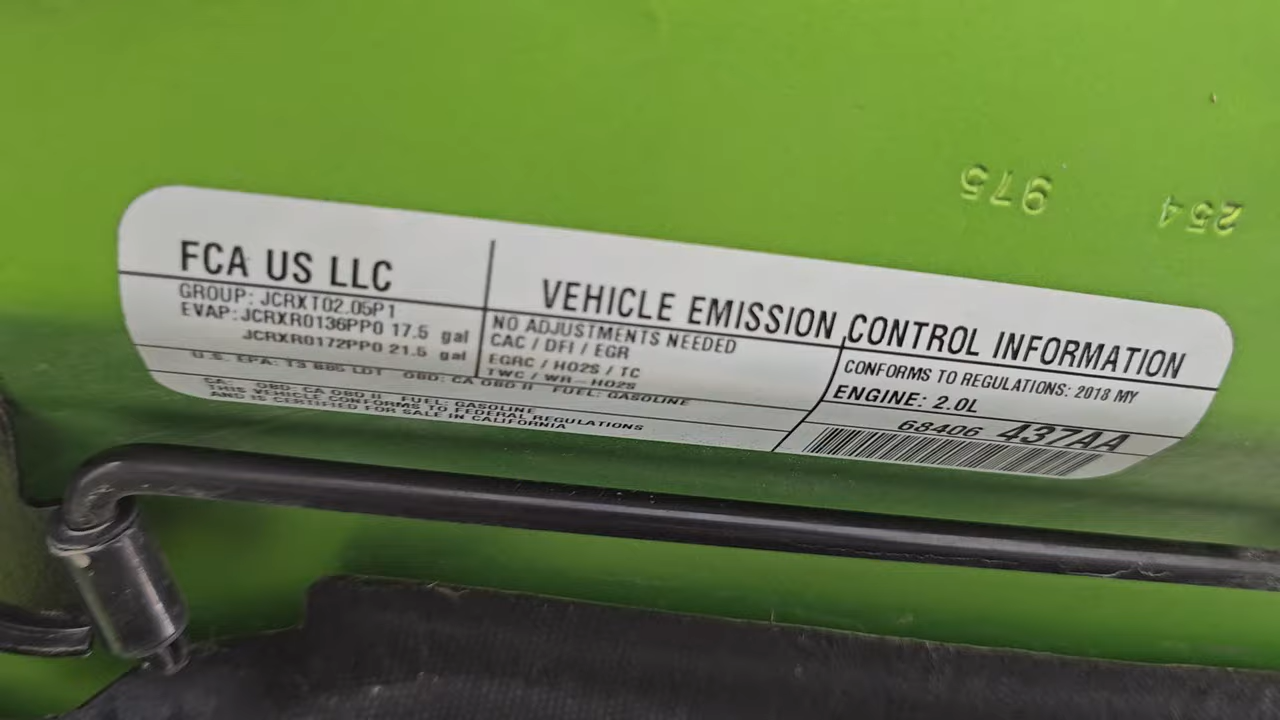 975
254
FCA US LLC
VEHICLE EMISSION CONTROL INFORMATION
GROUP: JCRXT02.05P1
EVAP: JCRXR0136PP0 17.5 gal
JCRXR0172PP0 21.5 gal
NO ADJUSTMENTS NEEDED
CAC / DFI / EGR
EGRC / HO2S / TC
TWC / WR-HO2S
CONFORMS TO REGULATIONS: 2018 MY
ENGINE: 2.0L
U.S. EPA: T3 B85 LDT OBD: CA OBD II FUEL: GASOLINE
CA: OBD: CA OBD II FUEL: GASOLINE
THIS VEHICLE CONFORMS TO FEDERAL REGULATIONS
AND IS CERTIFIED FOR SALE IN CALIFORNIA
68406 437AA